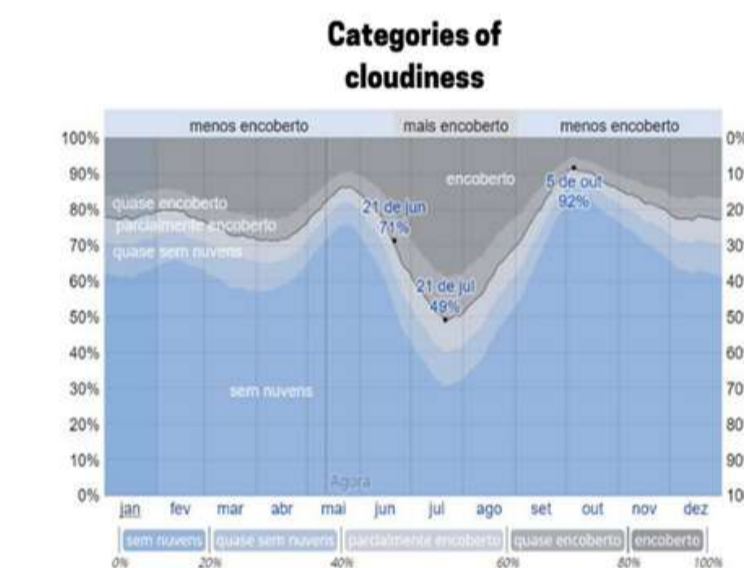 Categories of
cloudiness
menos encoberto mais encoberto menos encoberto
100% 0%
90% encoberto 10
5 de out
quase encoberto
80% 21 de jun 92% 20
parcialmente encoberto
71%
70% 30
quase sem nuvens
60% 40
21 de jul
50% 49% 50
40% 60
30% sem nuvens 70
20% 80
10% 90
Agora
0% 10
jan fev mar abr mai jun jul ago set out nov dez
sem nuvens quase sem nuvens parcialmente encoberto quase encoberto encoberto
0% 20% 40% 60% 80% 100%